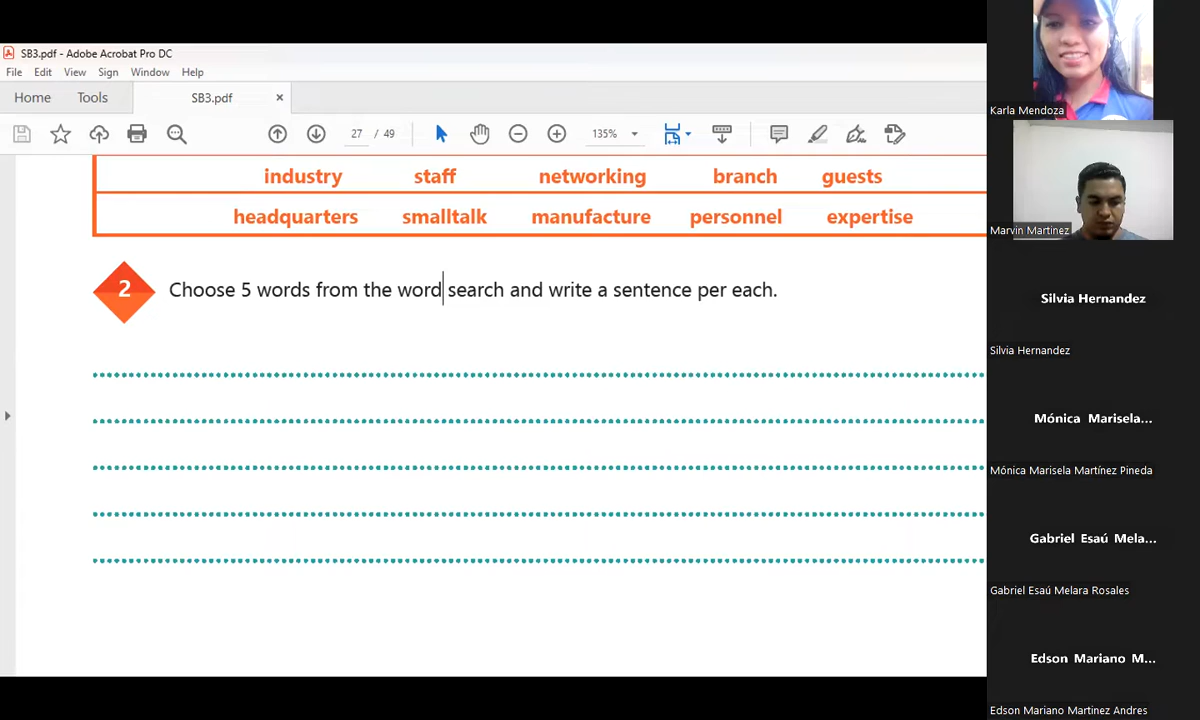 SB3.pdf - Adobe Acrobat Pro DC
File Edit View Sign Window Help
Home Tools SB3.pdf ×
27 / 49 135%
industry staff networking branch guests
headquarters smalltalk manufacture personnel expertise
2 Choose 5 words from the word search and write a sentence per each.
Karla Mendoza
Marvin Martinez
Silvia Hernandez
Silvia Hernandez
Mónica Marisela...
Mónica Marisela Martínez Pineda
Gabriel Esaú Mela...
Gabriel Esaú Melara Rosales
Edson Mariano M...
Edson Mariano Martinez Andres